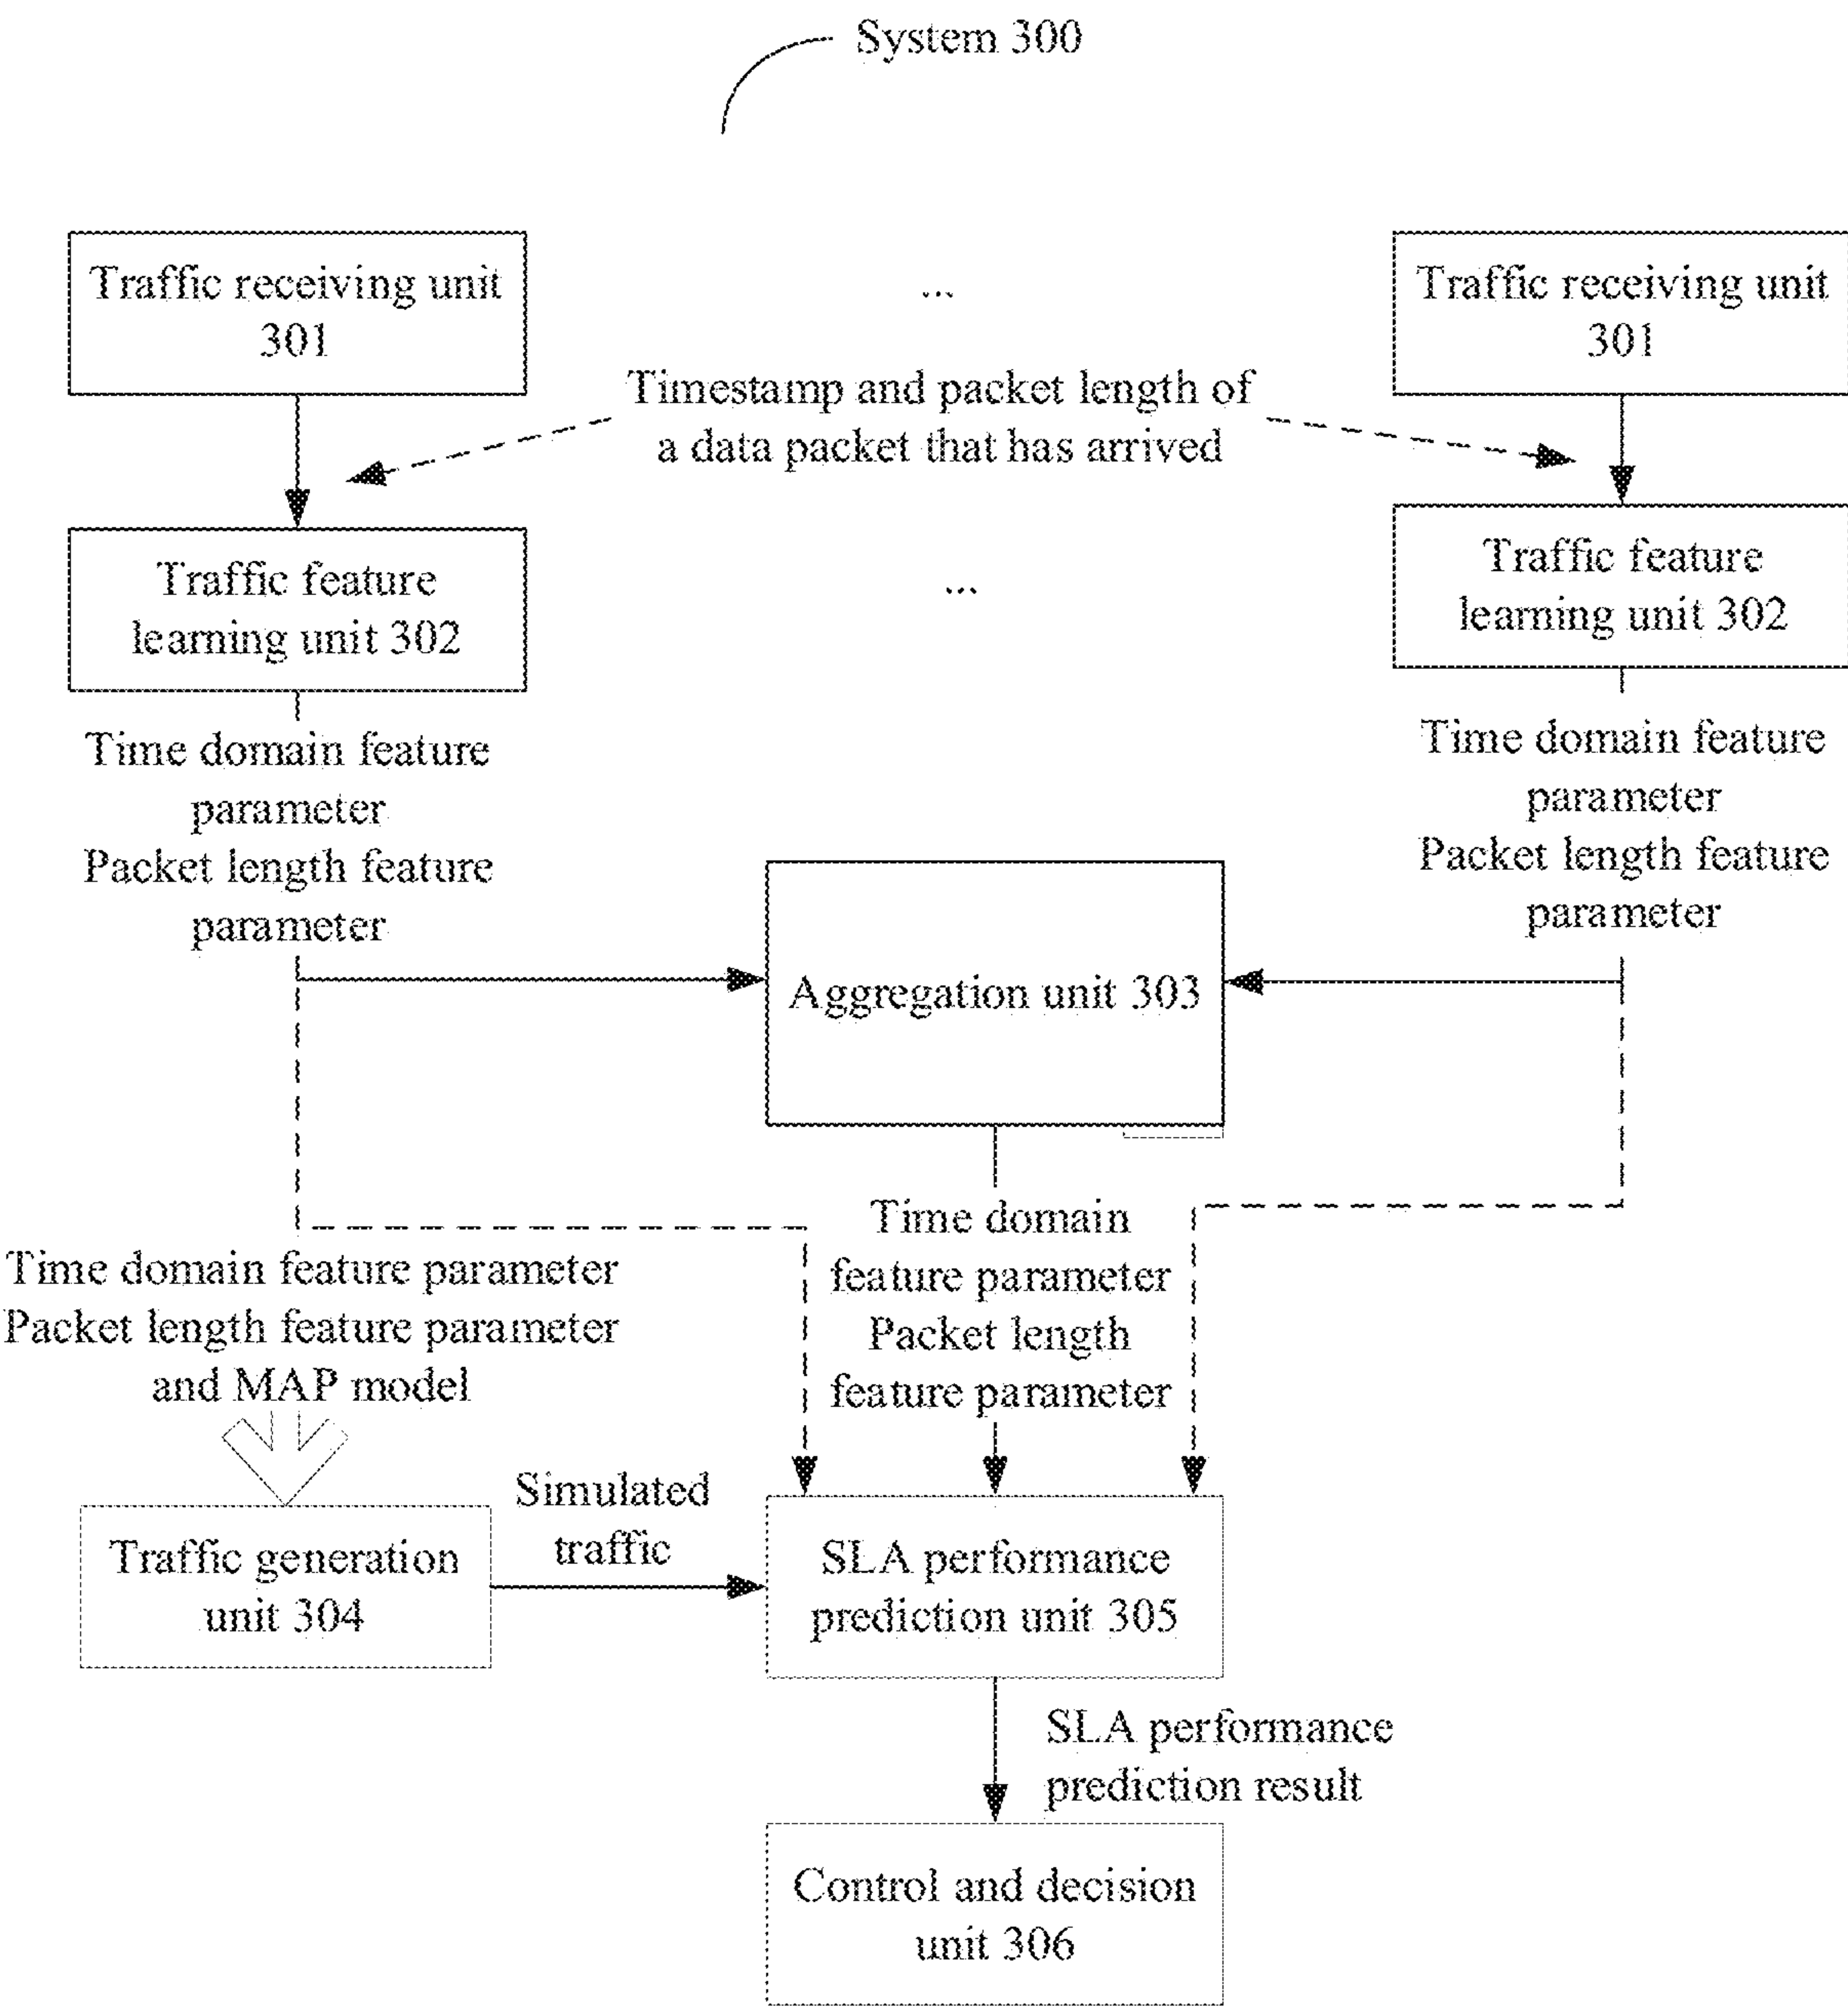 System 300
Traffic receiving unit
301
...
Traffic receiving unit
301
Timestamp and packet length of
a data packet that has arrived
Traffic feature
learning unit 302
...
Traffic feature
learning unit 302
Time domain feature
parameter
Packet length feature
parameter
Time domain feature
parameter
Packet length feature
parameter
Aggregation unit 303
Time domain feature parameter
Packet length feature parameter
and MAP model
Time domain
feature parameter
Packet length
feature parameter
Traffic generation
unit 304
Simulated
traffic
SLA performance
prediction unit 305
SLA performance
prediction result
Control and decision
unit 306